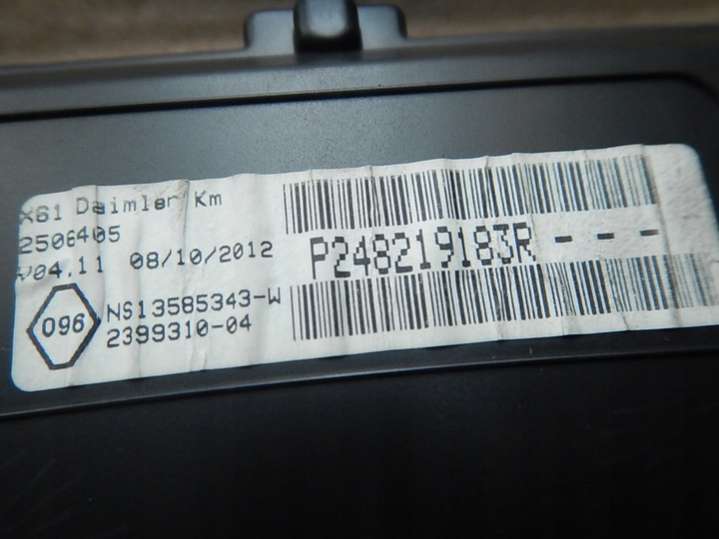 X61 Daimler Km
2506405
V04.11 08/10/2012
096
NS13585343-W
2399310-04
P248219183R - - -